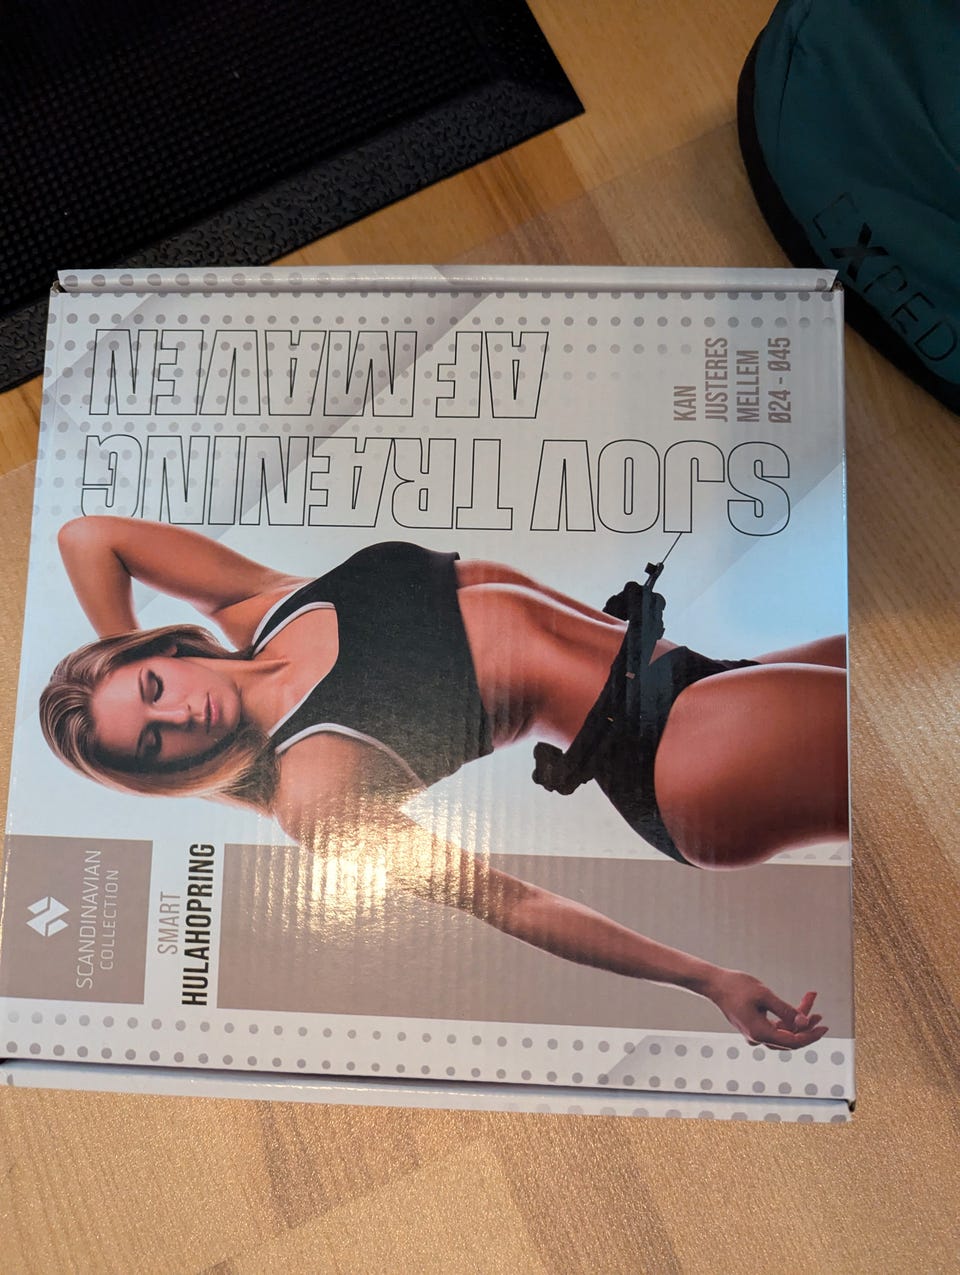 SCANDINAVIAN
COLLECTION
SMART
HULAHOPRING
SJOV TRÆNING
AF MAVEN
KAN
JUSTERES
MELLEM
Ø24 - Ø45
EXPED